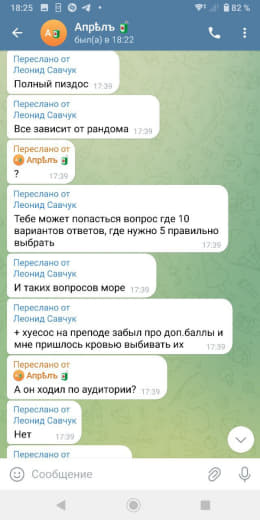 18:25
82 %
Апрѣль
был(а) в 18:22
Переслано от
Леонид Савчук
Полный пиздос 17:39
Переслано от
Леонид Савчук
Все зависит от рандома 17:39
Переслано от
Апрѣль
? 17:39
Переслано от
Леонид Савчук
Тебе может попасться вопрос где 10
вариантов ответов, где нужно 5 правильно
выбрать 17:39
Переслано от
Леонид Савчук
И таких вопросов море 17:39
Переслано от
Леонид Савчук
+ хуесос на преподе забыл про доп.баллы и
мне пришлось кровью выбивать их 17:39
Переслано от
Апрѣль
А он ходил по аудитории? 17:39
Переслано от
Леонид Савчук
Нет 17:39
Переслано от
Сообщение